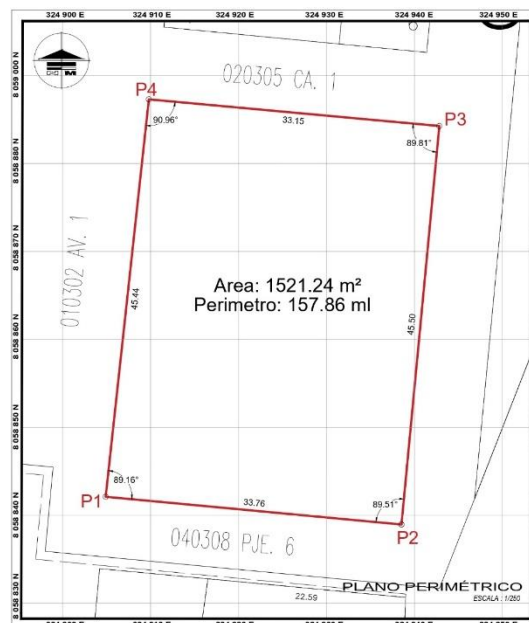 324 900 E
324 910 E
324 920 E
324 930 E
324 940 E
324 950 E
8 059 000 N
8 058 880 N
8 058 870 N
8 058 860 N
8 058 850 N
8 058 840 N
8 058 830 N
020305 CA. 1
P4
P3
90.96°
33.15
89.81°
010302 AV. 1
Area: 1521.24 m²
Perimetro: 157.86 ml
45.44
45.50
89.16°
P1
33.76
89.51°
P2
040308 PJE. 6
22.59
PLANO PERIMÉTRICO
ESCALA : 1/250